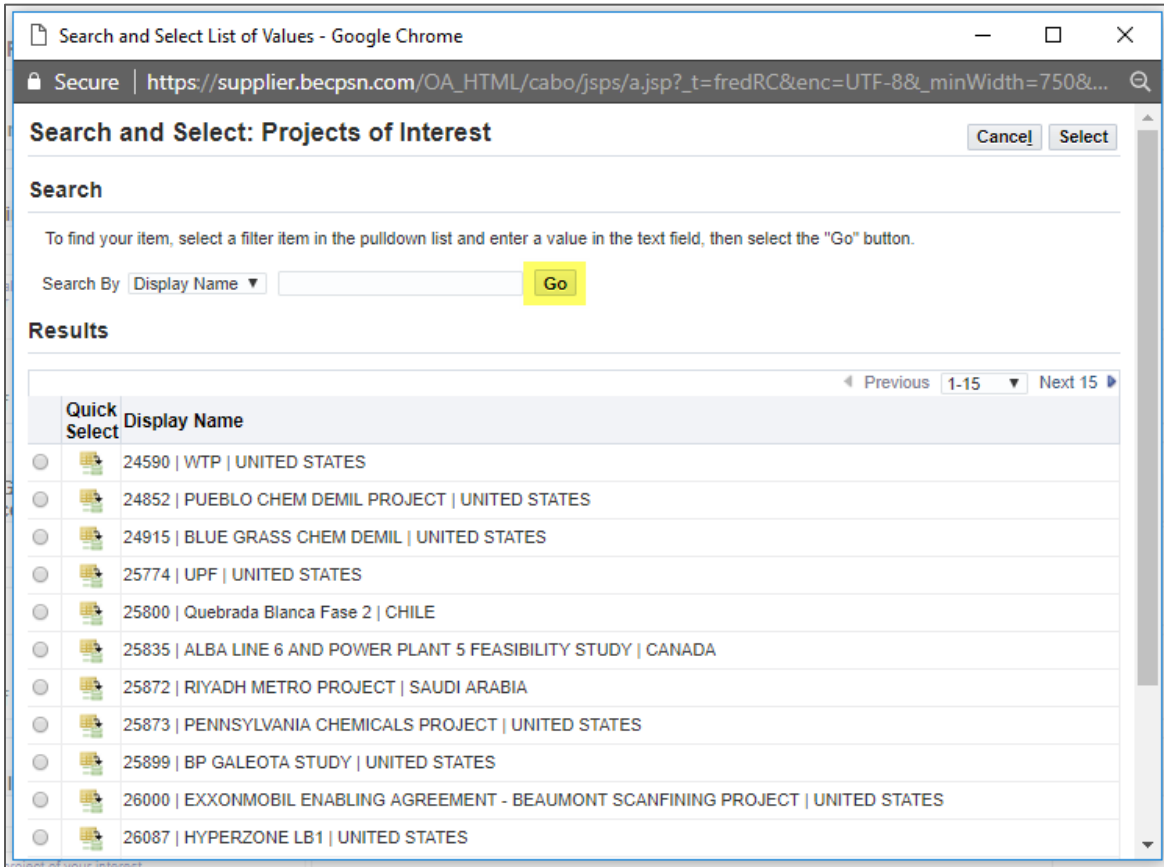 Search and Select List of Values - Google Chrome
Secure | https://supplier.becpsn.com/OA_HTML/cabo/jsps/a.jsp?_t=fredRC&enc=UTF-8&_minWidth=750&...
Search and Select: Projects of Interest
Cancel Select
Search
To find your item, select a filter item in the pulldown list and enter a value in the text field, then select the "Go" button.
Search By Display Name Go
Results
Previous 1-15 Next 15
Quick Select Display Name
24590 | WTP | UNITED STATES
24852 | PUEBLO CHEM DEMIL PROJECT | UNITED STATES
24915 | BLUE GRASS CHEM DEMIL | UNITED STATES
25774 | UPF | UNITED STATES
25800 | Quebrada Blanca Fase 2 | CHILE
25835 | ALBA LINE 6 AND POWER PLANT 5 FEASIBILITY STUDY | CANADA
25872 | RIYADH METRO PROJECT | SAUDI ARABIA
25873 | PENNSYLVANIA CHEMICALS PROJECT | UNITED STATES
25899 | BP GALEOTA STUDY | UNITED STATES
26000 | EXXONMOBIL ENABLING AGREEMENT - BEAUMONT SCANFINING PROJECT | UNITED STATES
26087 | HYPERZONE LB1 | UNITED STATES